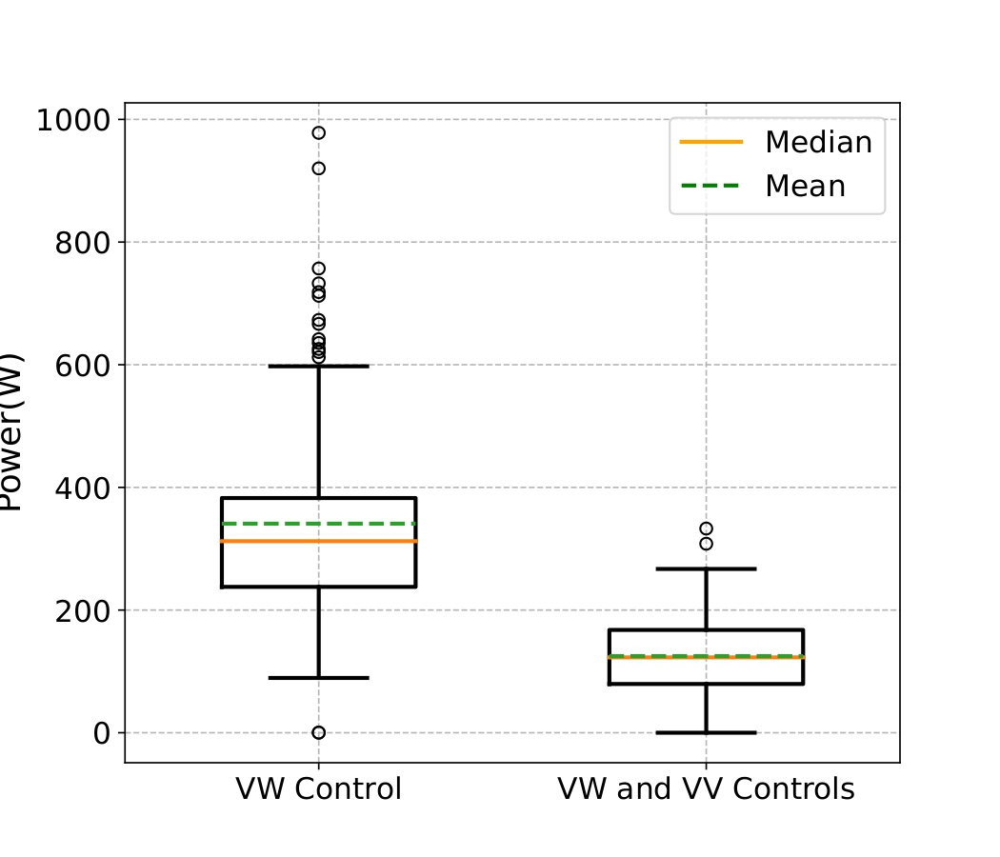 1000
800
600
400
200
0
Power(W)
Median
Mean
VW Control
VW and VV Controls